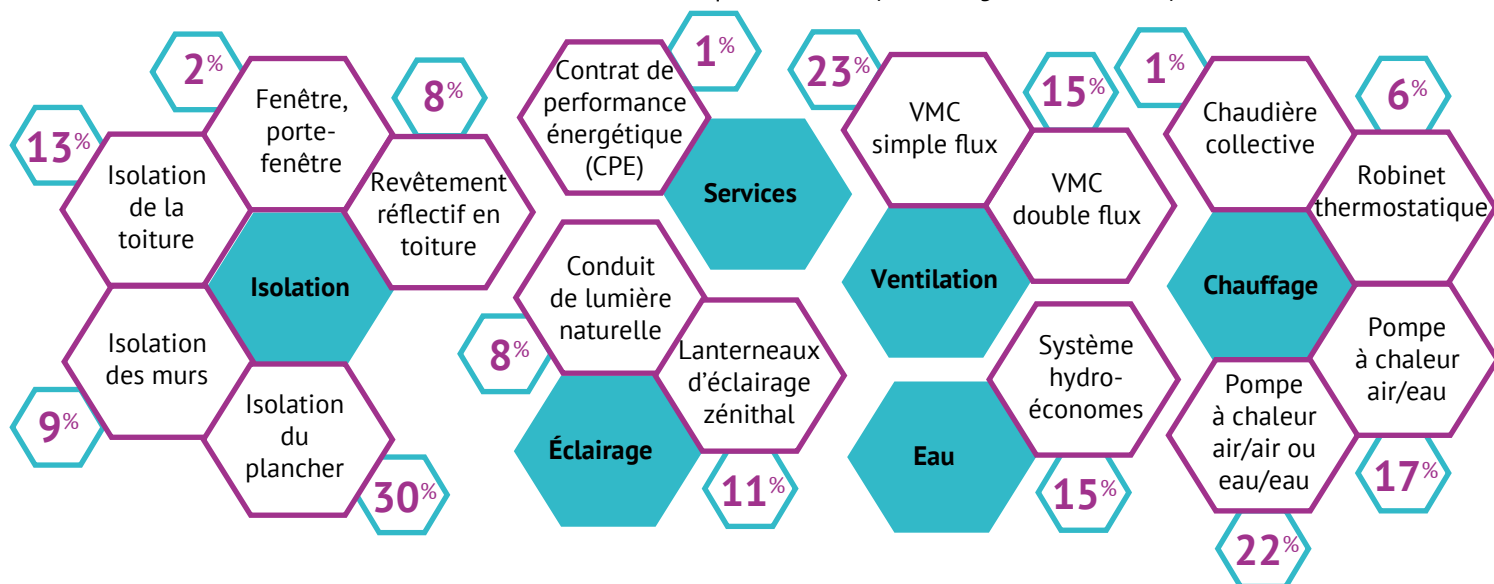 2%
Fenêtre,
porte-
fenêtre
8%
Revêtement
réflectif en
toiture
13%
Isolation
de la
toiture
Isolation
Isolation
des murs
9%
Isolation
du
plancher
30%
1%
Contrat de
performance
énergétique
(CPE)
Services
Conduit
de lumière
naturelle
8%
Lanterneaux
d’éclairage
zénithal
11%
Éclairage
23%
VMC
simple flux
15%
VMC
double flux
Ventilation
Système
hydro-
économes
15%
Eau
1%
Chaudière
collective
6%
Robinet
thermostatique
Chauffage
Pompe
à chaleur
air/eau
17%
Pompe
à chaleur
air/air ou
eau/eau
22%